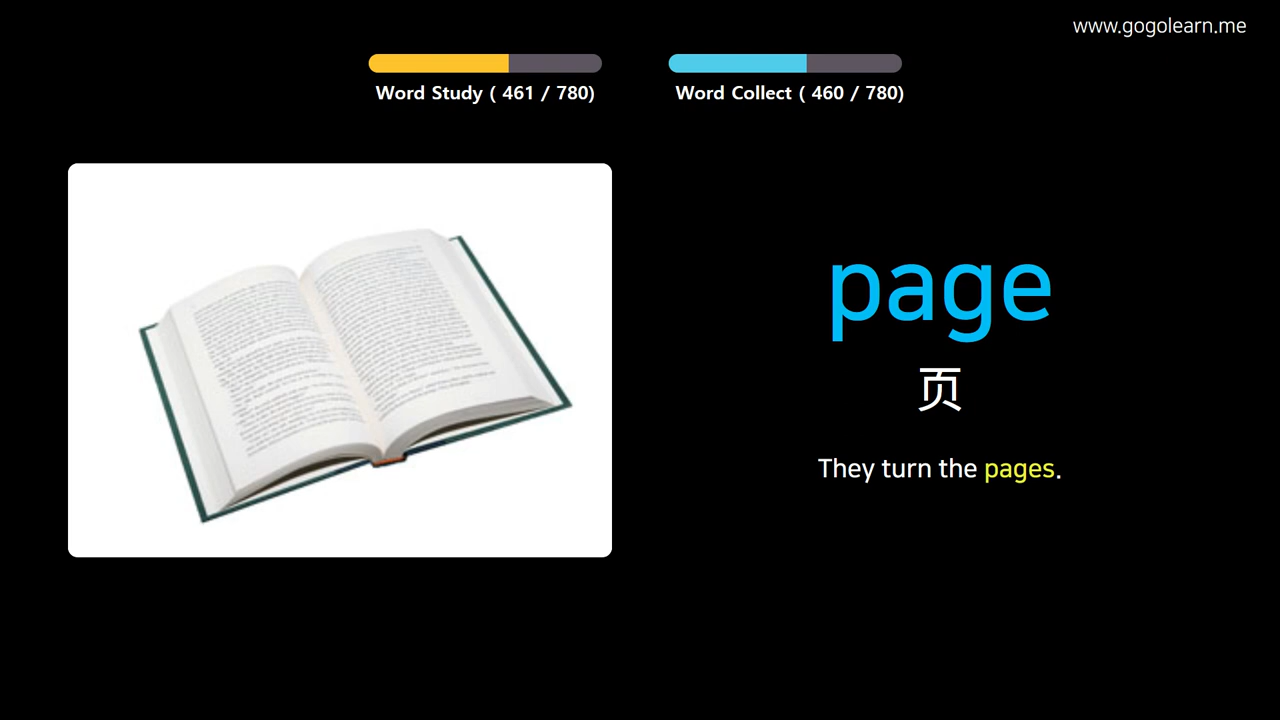 www.gogolearn.me
Word Study ( 461 / 780)
Word Collect ( 460 / 780)
page
页
They turn the pages.